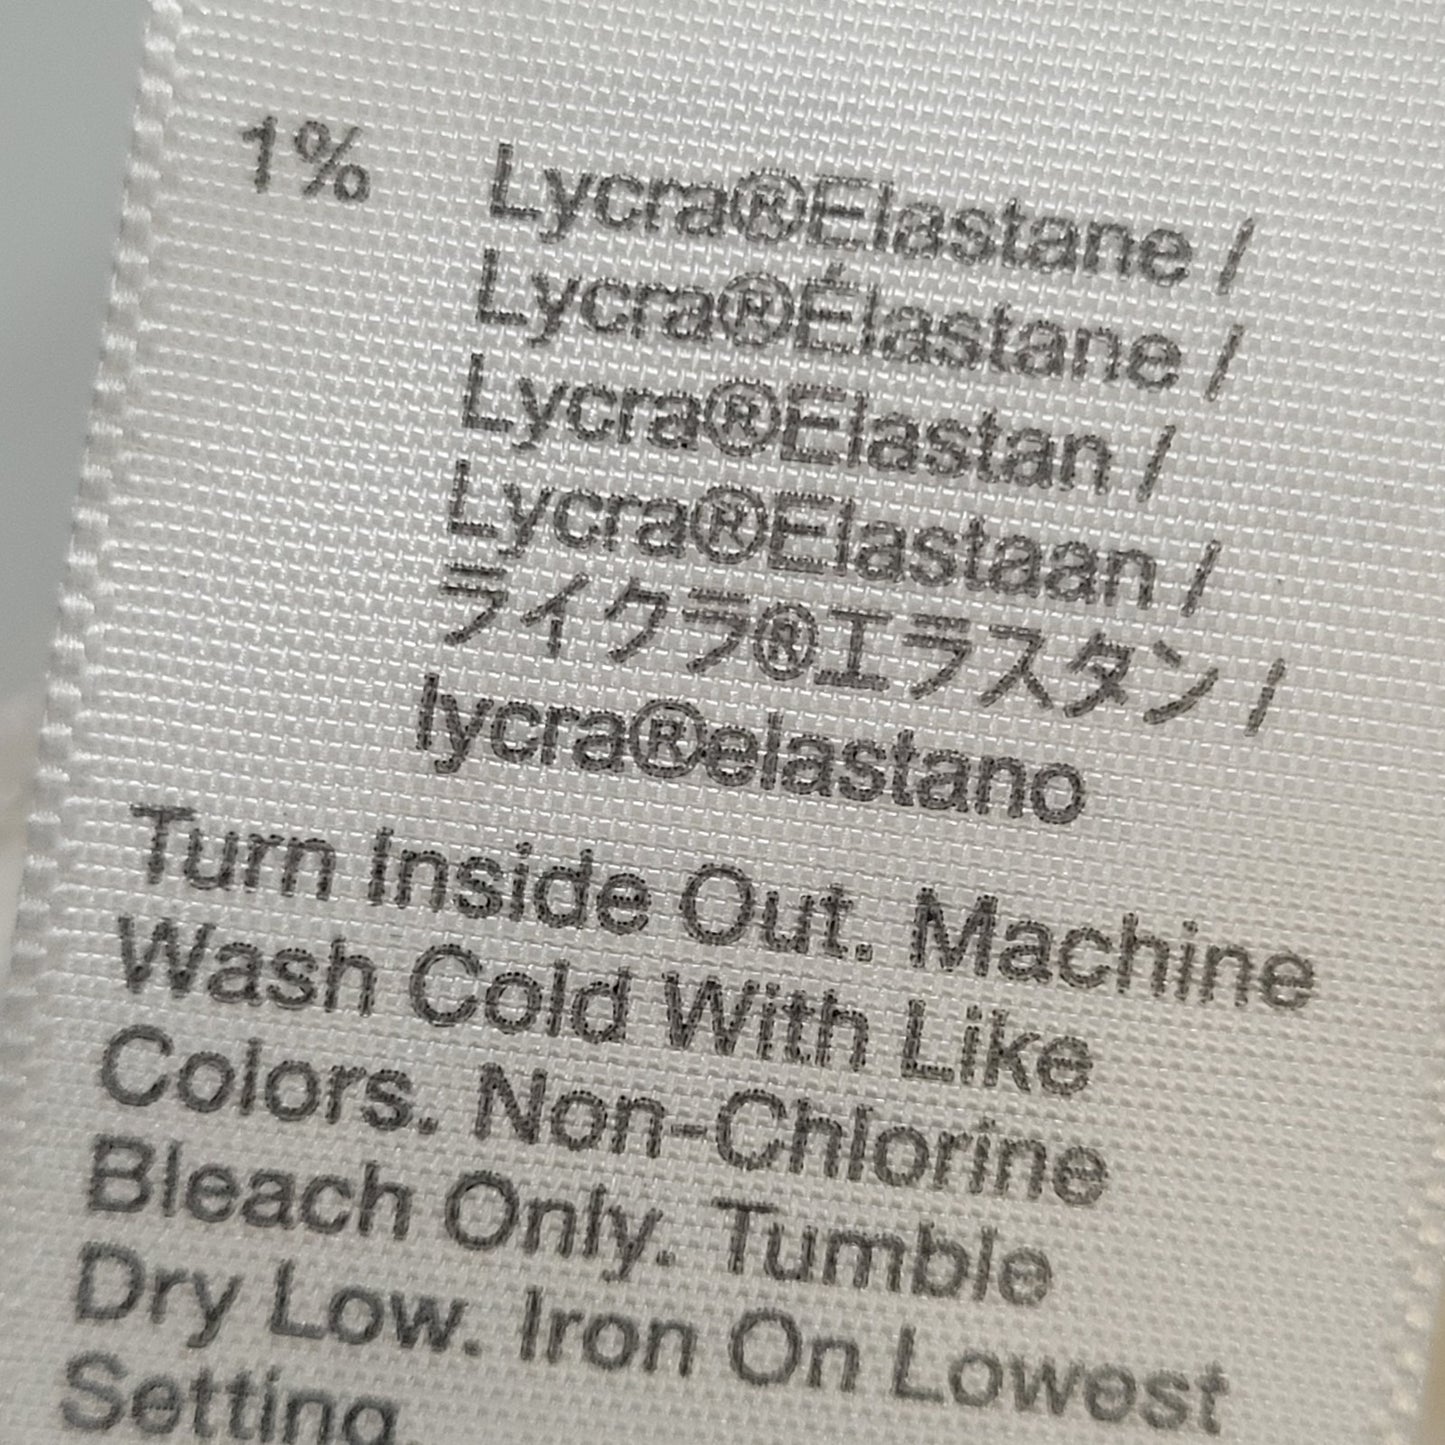 1% Lycra®Elastane /
Lycra®Élastane /
Lycra®Elastan /
Lycra®Elastaan /
ライクラ®エラスタン /
lycra®elastano
Turn Inside Out. Machine
Wash Cold With Like
Colors. Non-Chlorine
Bleach Only. Tumble
Dry Low. Iron On Lowest
Setting.